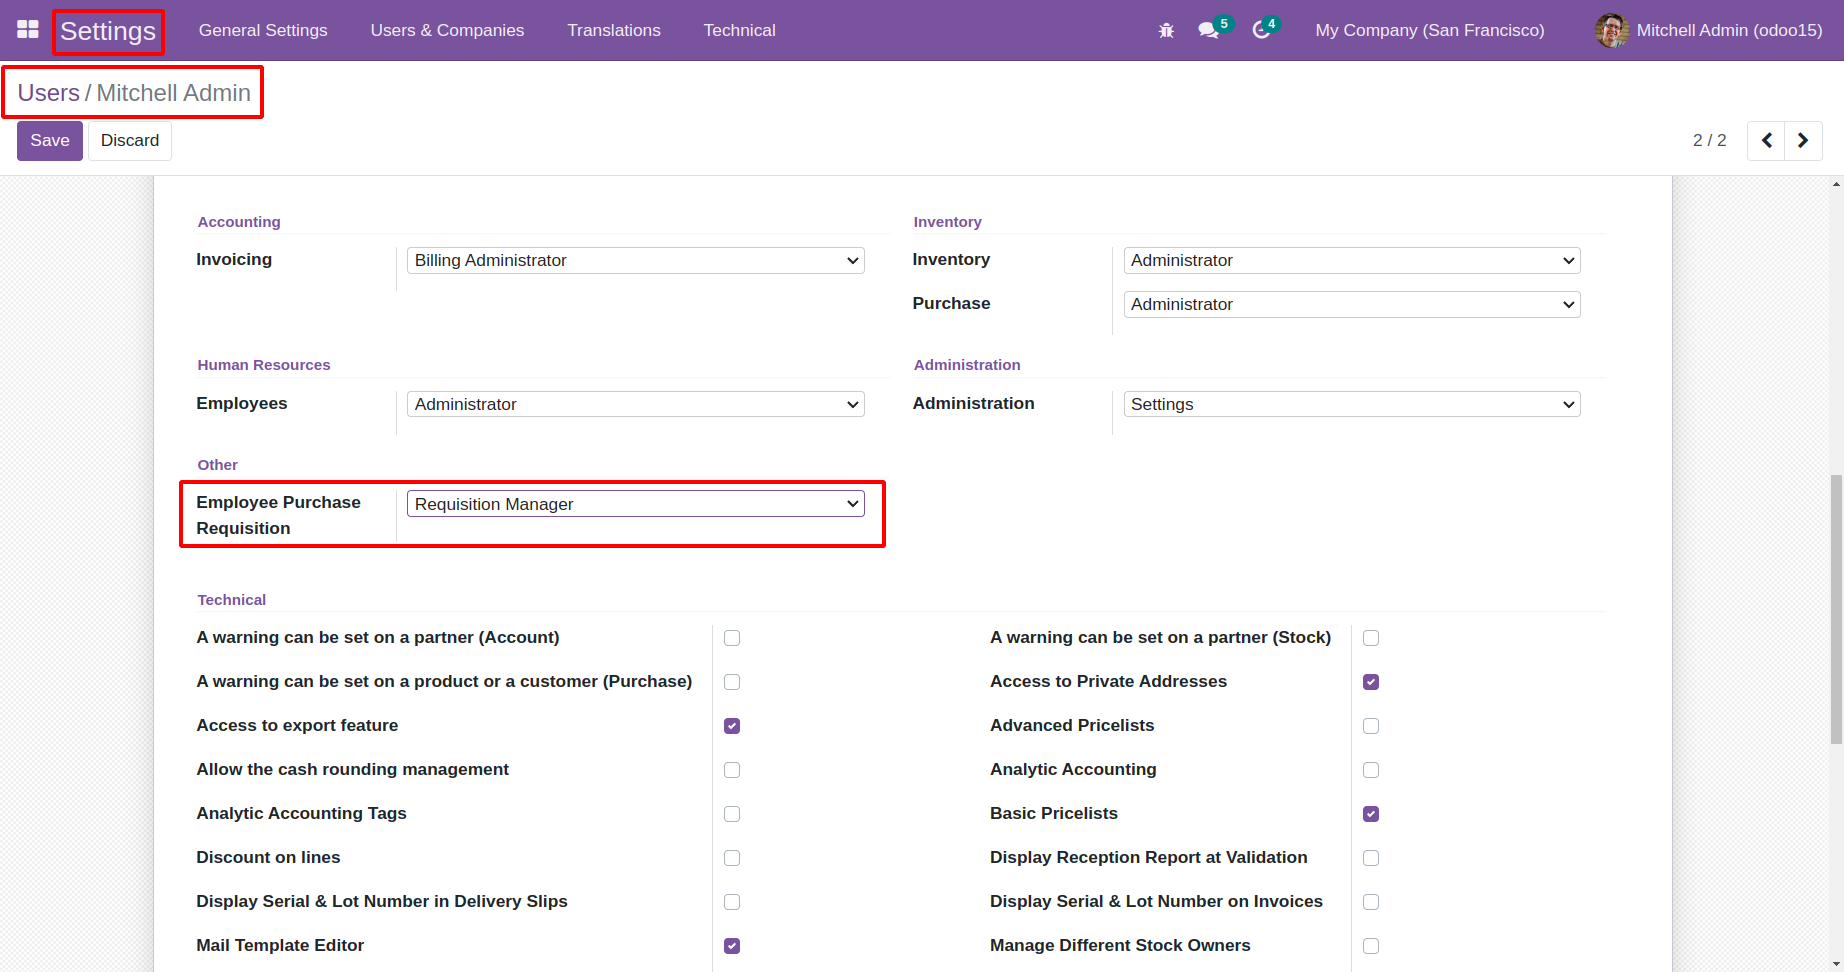 Settings General Settings Users & Companies Translations Technical 5 4 My Company (San Francisco) Mitchell Admin (odoo15)
Users / Mitchell Admin
Save Discard 2 / 2
Accounting Inventory
Invoicing Billing Administrator Inventory Administrator
Purchase Administrator
Human Resources Administration
Employees Administrator Administration Settings
Other
Employee Purchase Requisition Manager
Requisition
Technical
A warning can be set on a partner (Account) A warning can be set on a partner (Stock)
A warning can be set on a product or a customer (Purchase) Access to Private Addresses
Access to export feature Advanced Pricelists
Allow the cash rounding management Analytic Accounting
Analytic Accounting Tags Basic Pricelists
Discount on lines Display Reception Report at Validation
Display Serial & Lot Number in Delivery Slips Display Serial & Lot Number on Invoices
Mail Template Editor Manage Different Stock Owners